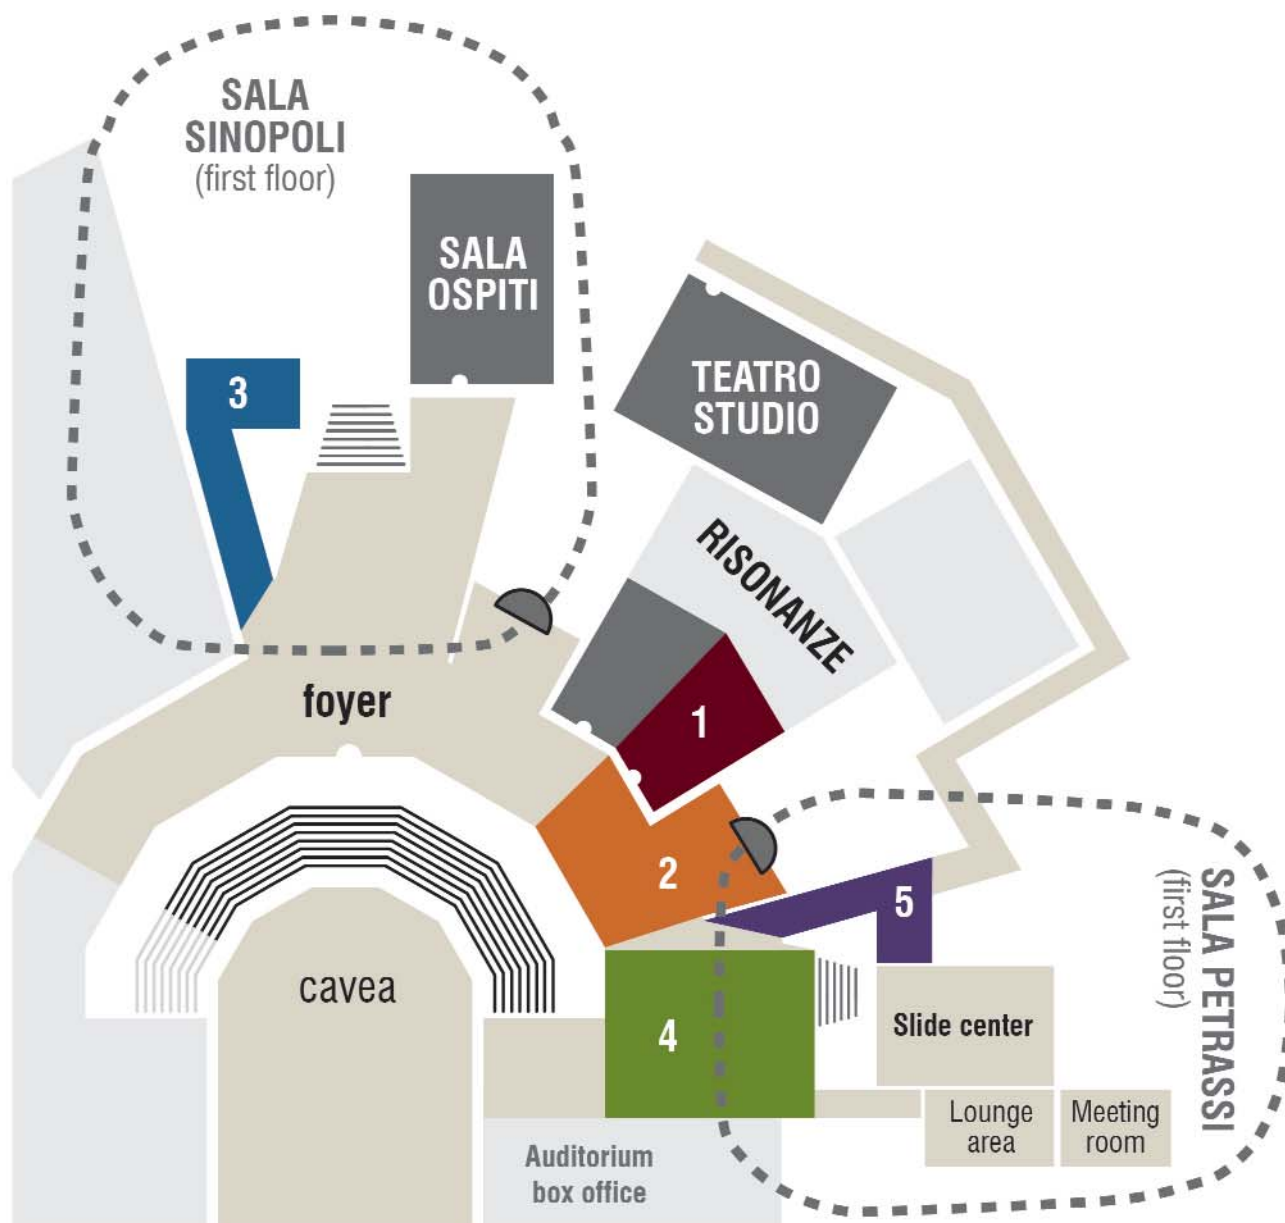 SALA
SINOPOLI
(first floor)
SALA
OSPITI
3
TEATRO
STUDIO
RISONANZE
foyer
1
2
5
SALA PETRASSI
(first floor)
cavea
4
Slide center
Lounge
area
Meeting
room
Auditorium
box office